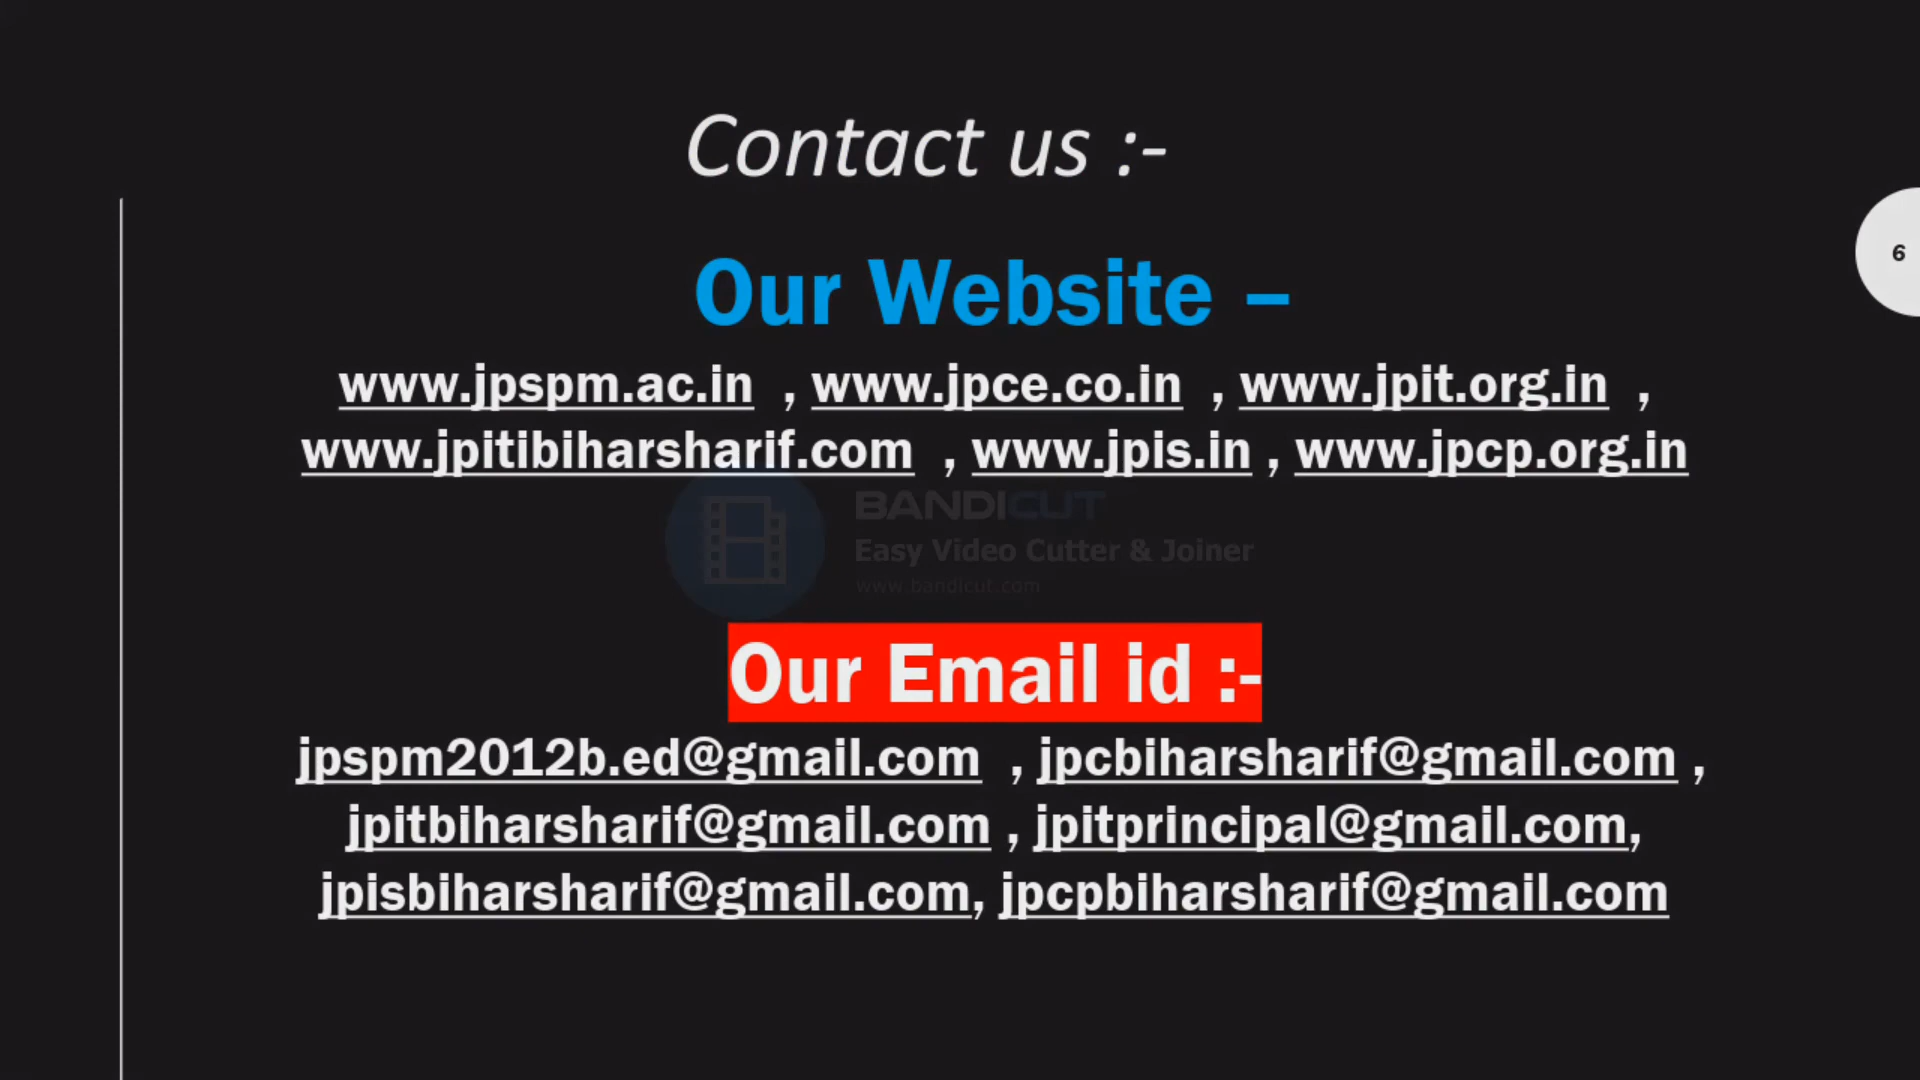 Contact us :-
6
Our Website –
www.jpspm.ac.in , www.jpce.co.in , www.jpit.org.in ,
www.jpitibiharsharif.com , www.jpis.in , www.jpcp.org.in
BANDICUT
Easy Video Cutter & Joiner
www.bandicut.com
Our Email id :-
jpspm2012b.ed@gmail.com , jpcbiharsharif@gmail.com ,
jpitbiharsharif@gmail.com , jpitprincipal@gmail.com,
jpisbiharsharif@gmail.com, jpcpbiharsharif@gmail.com